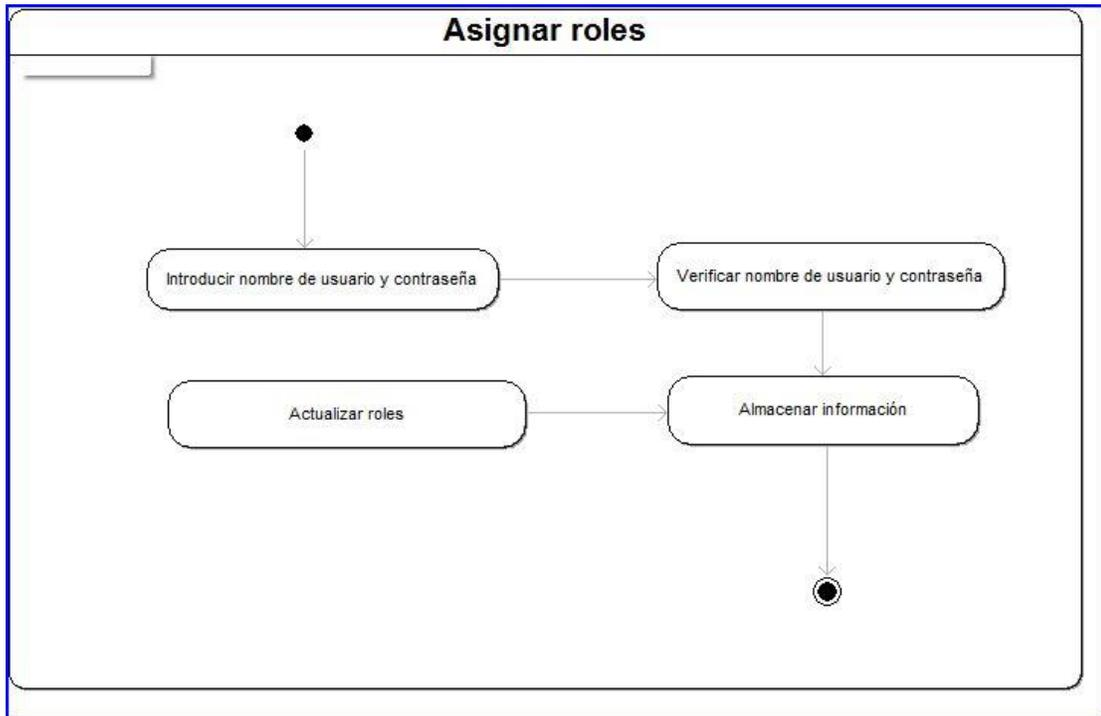 Asignar roles
Introducir nombre de usuario y contraseña
Verificar nombre de usuario y contraseña
Actualizar roles
Almacenar información